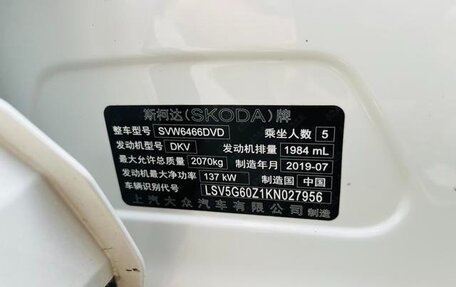 斯柯达(SKODA)牌
整车型号 SVW6466DVD 乘坐人数 5
发动机型号 DKV 发动机排量 1984 mL
最大允许总质量 2070kg 制造年月 2019-07
发动机最大净功率 137 kW 制造国 中国
车辆识别代号 LSV5G60Z1KN027956
上汽大众汽车有限公司 制造